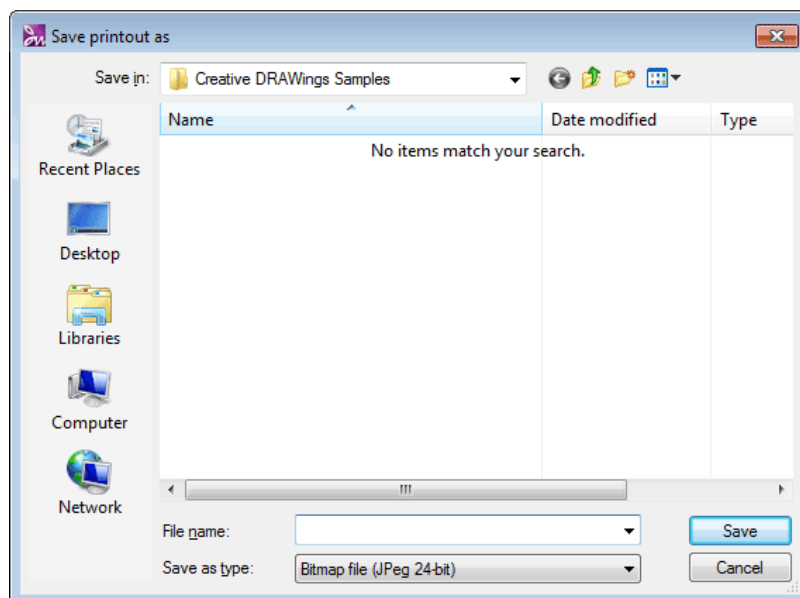 Save printout as
Save in: Creative DRAWings Samples
Name Date modified Type
No items match your search.
Recent Places
Desktop
Libraries
Computer
Network
File name: Save
Save as type: Bitmap file (JPeg 24-bit) Cancel